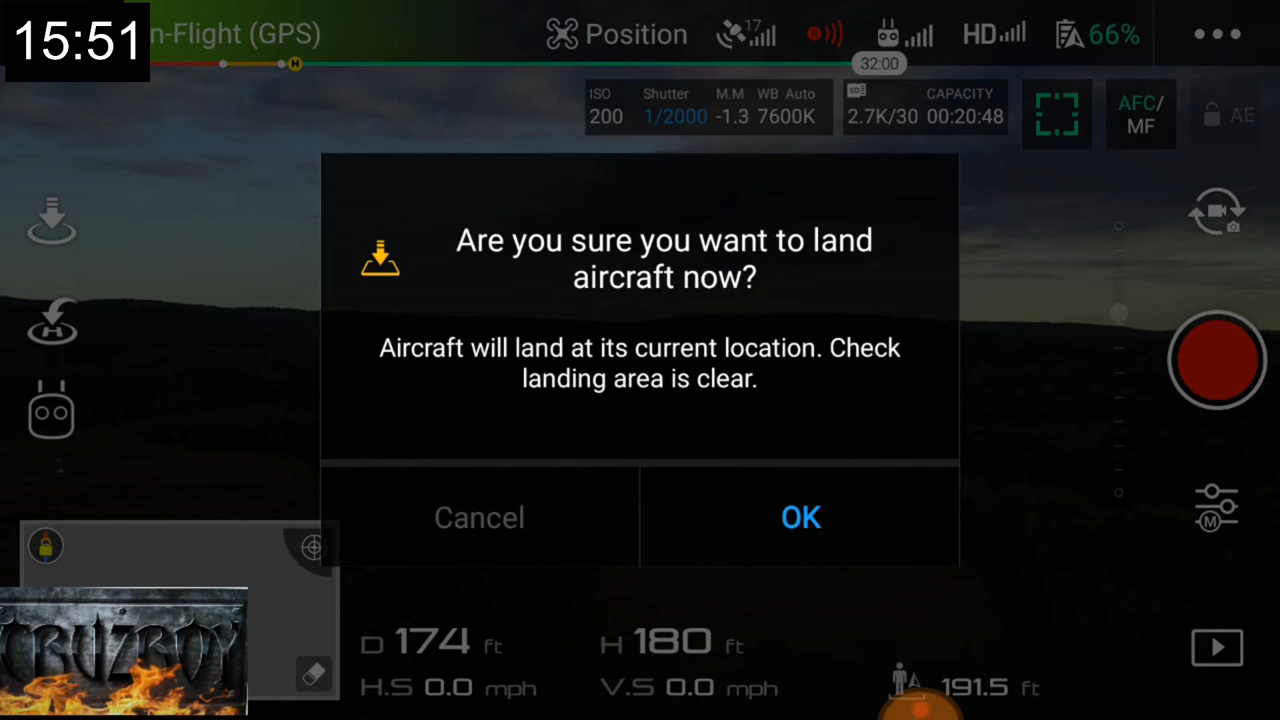 15:51
n-Flight (GPS)
Position
17
R
HD
66%
H
32:00
ISO Shutter M.M WB Auto
200 1/2000 -1.3 7600K
SD CAPACITY
2.7K/30 00:20:48
AFC/
MF
AE
Are you sure you want to land
aircraft now?
Aircraft will land at its current location. Check
landing area is clear.
Cancel
OK
H
M
CRUZBOY
D 174 ft
H 180 ft
H.S 0.0 mph
V.S 0.0 mph
191.5 ft